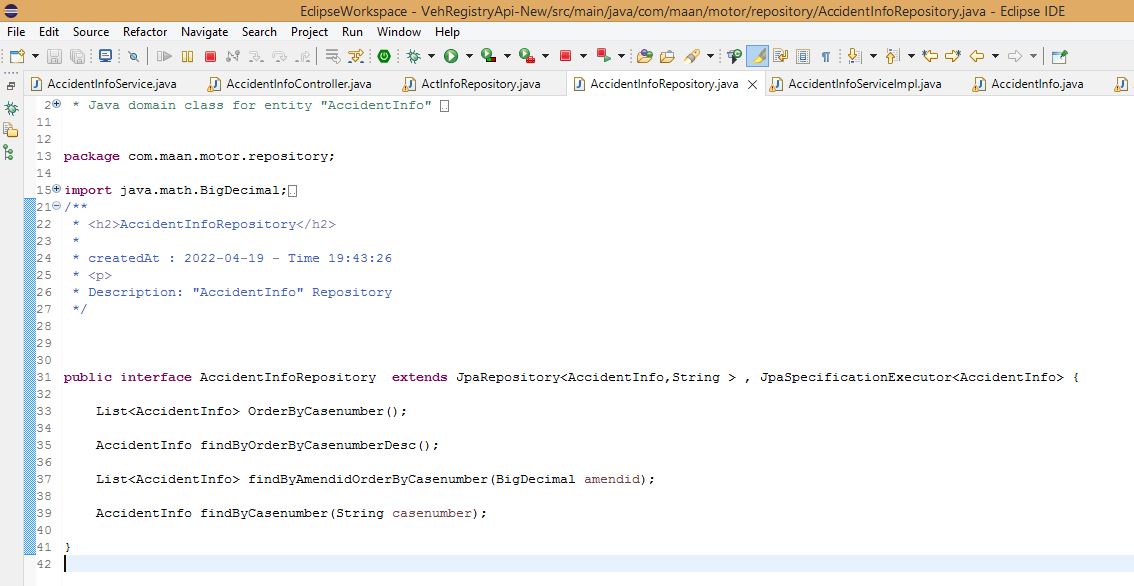 EclipseWorkspace - VehRegistryApi-New/src/main/java/com/maan/motor/repository/AccidentInfoRepository.java - Eclipse IDE
File Edit Source Refactor Navigate Search Project Run Window Help
AccidentInfoService.java AccidentInfoController.java ActInfoRepository.java AccidentInfoRepository.java AccidentInfoServiceImpl.java AccidentInfo.java
2 * Java domain class for entity "AccidentInfo"
11
12
13 package com.maan.motor.repository;
14
15 import java.math.BigDecimal;
21 /**
22 * <h2>AccidentInfoRepository</h2>
23 *
24 * createdAt : 2022-04-19 - Time 19:43:26
25 * <p>
26 * Description: "AccidentInfo" Repository
27 */
28
29
30
31 public interface AccidentInfoRepository  extends JpaRepository<AccidentInfo,String > , JpaSpecificationExecutor<AccidentInfo> {
32
33 List<AccidentInfo> OrderByCasenumber();
34
35 AccidentInfo findByOrderByCasenumberDesc();
36
37 List<AccidentInfo> findByAmendidOrderByCasenumber(BigDecimal amendid);
38
39 AccidentInfo findByCasenumber(String casenumber);
40
41 }
42